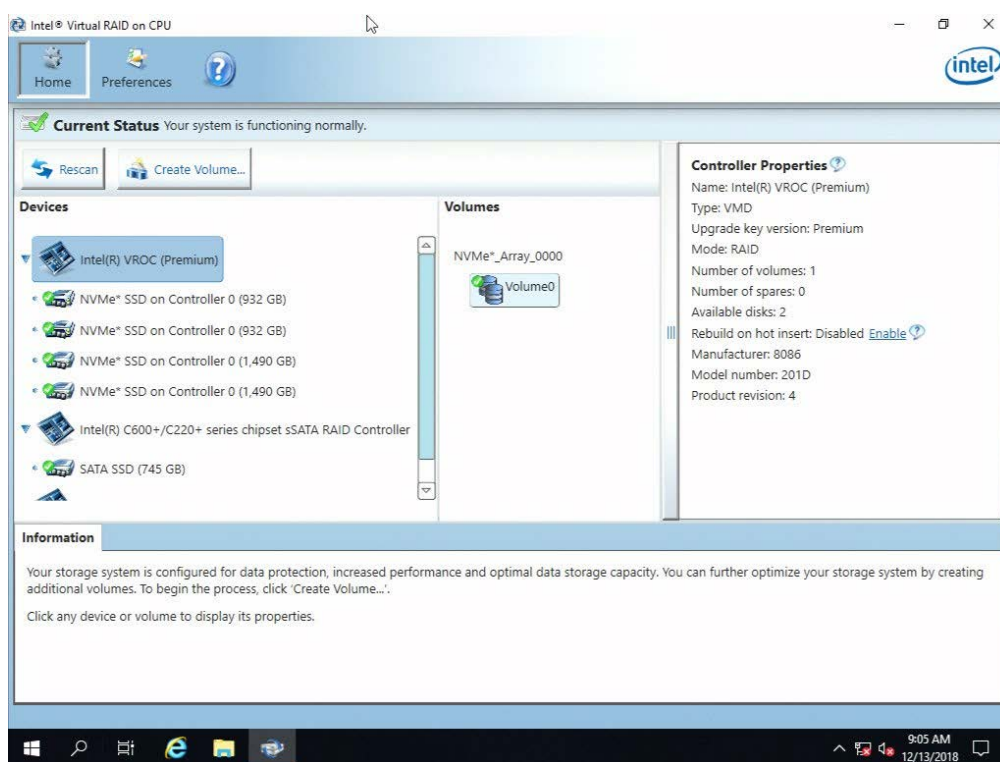 Intel® Virtual RAID on CPU
Home
Preferences
?
intel
Current Status Your system is functioning normally.
Rescan
Create Volume...
Devices
Intel(R) VROC (Premium)
NVMe* SSD on Controller 0 (932 GB)
NVMe* SSD on Controller 0 (932 GB)
NVMe* SSD on Controller 0 (1,490 GB)
NVMe* SSD on Controller 0 (1,490 GB)
Intel(R) C600+/C220+ series chipset sSATA RAID Controller
SATA SSD (745 GB)
Volumes
NVMe*_Array_0000
Volume0
Controller Properties ?
Name: Intel(R) VROC (Premium)
Type: VMD
Upgrade key version: Premium
Mode: RAID
Number of volumes: 1
Number of spares: 0
Available disks: 2
Rebuild on hot insert: Disabled Enable ?
Manufacturer: 8086
Model number: 201D
Product revision: 4
Information
Your storage system is configured for data protection, increased performance and optimal data storage capacity. You can further optimize your storage system by creating
additional volumes. To begin the process, click 'Create Volume...'.
Click any device or volume to display its properties.
9:05 AM
12/13/2018